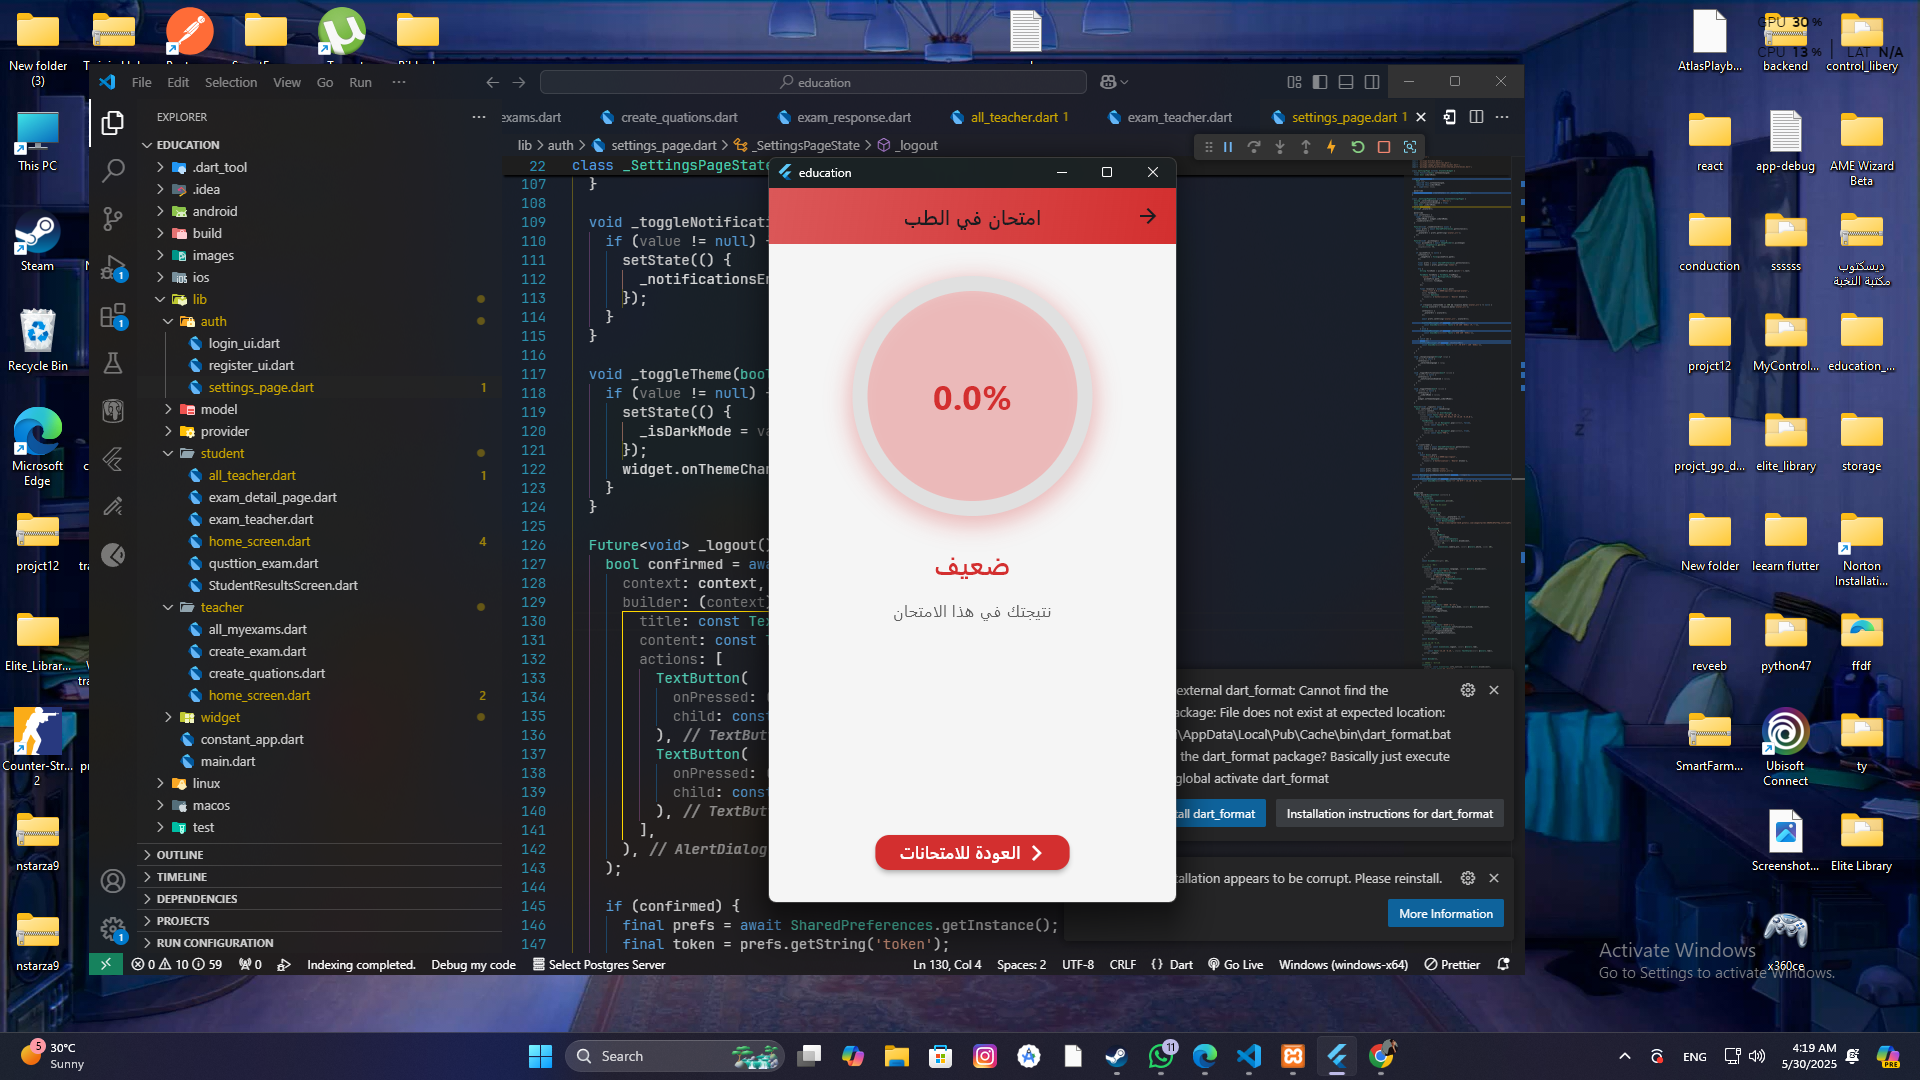 New folder
(3)
This PC
Steam
Recycle Bin
Microsoft
Edge
projct12
Elite_Librar...
Counter-Str...
2
nstarza9
nstarza9
File
Edit
Selection
View
Go
Run
education
EXPLORER
exams.dart
create_quations.dart
exam_response.dart
all_teacher.dart 1
exam_teacher.dart
settings_page.dart 1
lib > auth > settings_page.dart > _SettingsPageState > _logout
EDUCATION
.dart_tool
.idea
android
build
images
ios
lib
auth
login_ui.dart
register_ui.dart
settings_page.dart 1
model
provider
student
all_teacher.dart 1
exam_detail_page.dart
exam_teacher.dart
home_screen.dart 4
qusttion_exam.dart
StudentResultsScreen.dart
teacher
all_myexams.dart
create_exam.dart
create_quations.dart
home_screen.dart 2
widget
constant_app.dart
main.dart
linux
macos
test
OUTLINE
TIMELINE
DEPENDENCIES
PROJECTS
RUN CONFIGURATION
22 class _SettingsPageState
107 }
108
109 void _toggleNotificati
110 if (value != null)
111 setState(() {
112 _notificationsEn
113 });
114 }
115 }
116
117 void _toggleTheme(bool
118 if (value != null)
119 setState(() {
120 _isDarkMode = va
121 });
122 widget.onThemeChan
123 }
124 }
125
126 Future<void> _logout()
127 bool confirmed = awa
128 context: context,
129 builder: (context)
130 title: const Tex
131 content: const T
132 actions: [
133 TextButton(
134 onPressed:
135 child: const
136 ), // TextBut
137 TextButton(
138 onPressed:
139 child: const
140 ), // TextBut
141 ],
142 ), // AlertDialog
143 );
144
145 if (confirmed) {
146 final prefs = await SharedPreferences.getInstance();
147 final token = prefs.getString('token');
education
امتحان في الطب
0.0%
ضعيف
نتيجتك في هذا الامتحان
العودة للامتحانات
external dart_format: Cannot find the
ackage: File does not exist at expected location:
\AppData\Local\Pub\Cache\bin\dart_format.bat
the dart_format package? Basically just execute
global activate dart_format
all dart_format
Installation instructions for dart_format
tallation appears to be corrupt. Please reinstall.
More Information
0 10 59
0
Indexing completed.
Debug my code
Select Postgres Server
Ln 130, Col 4
Spaces: 2
UTF-8
CRLF
{} Dart
Go Live
Windows (windows-x64)
Prettier
GPU 30 %
CPU 13 % | LAT N/A
AtlasPlayb...
backend
control_libery
react
app-debug
AME Wizard
Beta
conduction
ssssss
ديسكتوب
مكتبة النخبة
projct12
MyControl...
education_...
projct_go_d...
elite_library
storage
New folder
leearn flutter
Norton
Installati...
reveeb
python47
ffdf
SmartFarm...
Ubisoft
Connect
ty
Screenshot...
Elite Library
x360ce
Activate Windows
Go to Settings to activate Windows.
5
30°C
Sunny
Search
11
ENG
4:19 AM
5/30/2025
PRE